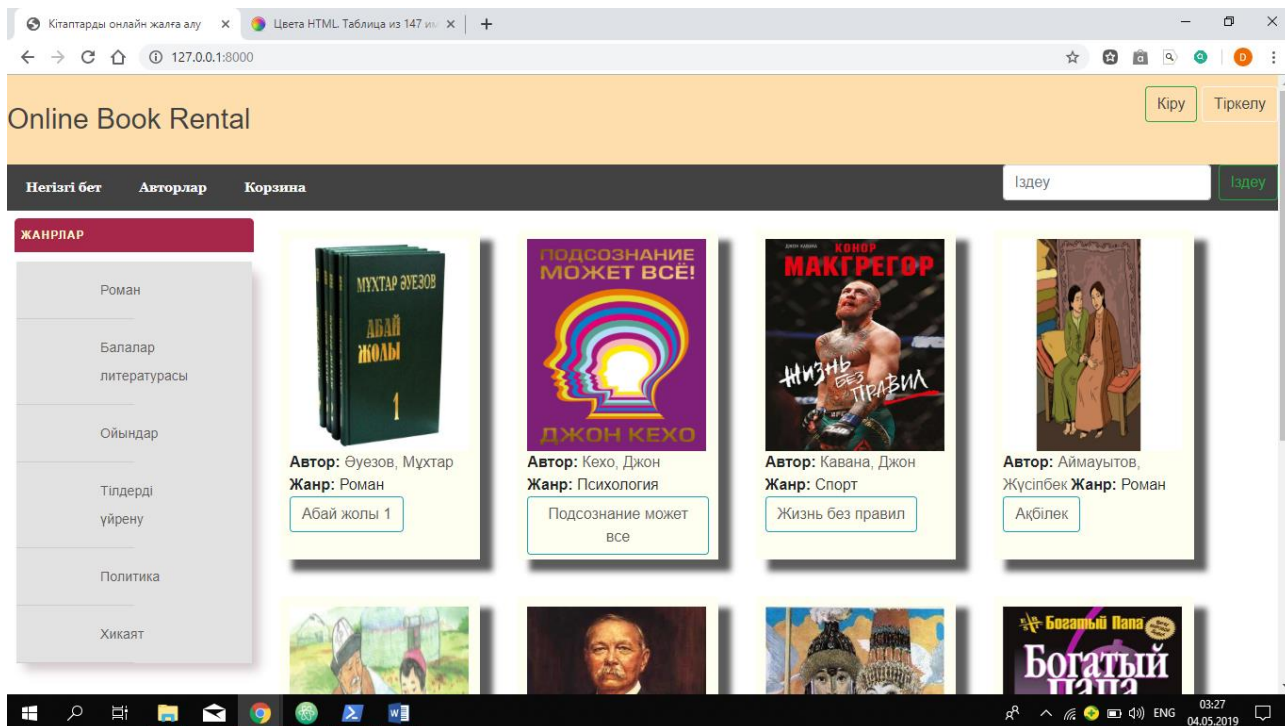 Кітаптарды онлайн жалға алу
Цвета HTML. Таблица из 147 им
127.0.0.1:8000
Online Book Rental
Кіру
Тіркелу
Негізгі бет
Авторлар
Корзина
Іздеу
Іздеу
ЖАНРЛАР
Роман
Балалар
литературасы
Ойындар
Тілдерді
үйрену
Политика
Хикаят
МҰХТАР ӘУЕЗОВ
АБАЙ
ЖОЛЫ
1
Автор: Әуезов, Мұхтар
Жанр: Роман
Абай жолы 1
ПОДСОЗНАНИЕ
МОЖЕТ ВСЁ!
ДЖОН КЕХО
Автор: Кехо, Джон
Жанр: Психология
Подсознание может
все
ДЖОН КАВАНА
КОНОР
МАКГРЕГОР
ЖИЗНЬ
БЕЗ
ПРАВИЛ
Автор: Кавана, Джон
Жанр: Спорт
Жизнь без правил
Автор: Аймауытов,
Жүсіпбек Жанр: Роман
Ақбілек
Богатый Папа
Богатый
папа
ENG
03:27
04.05.2019